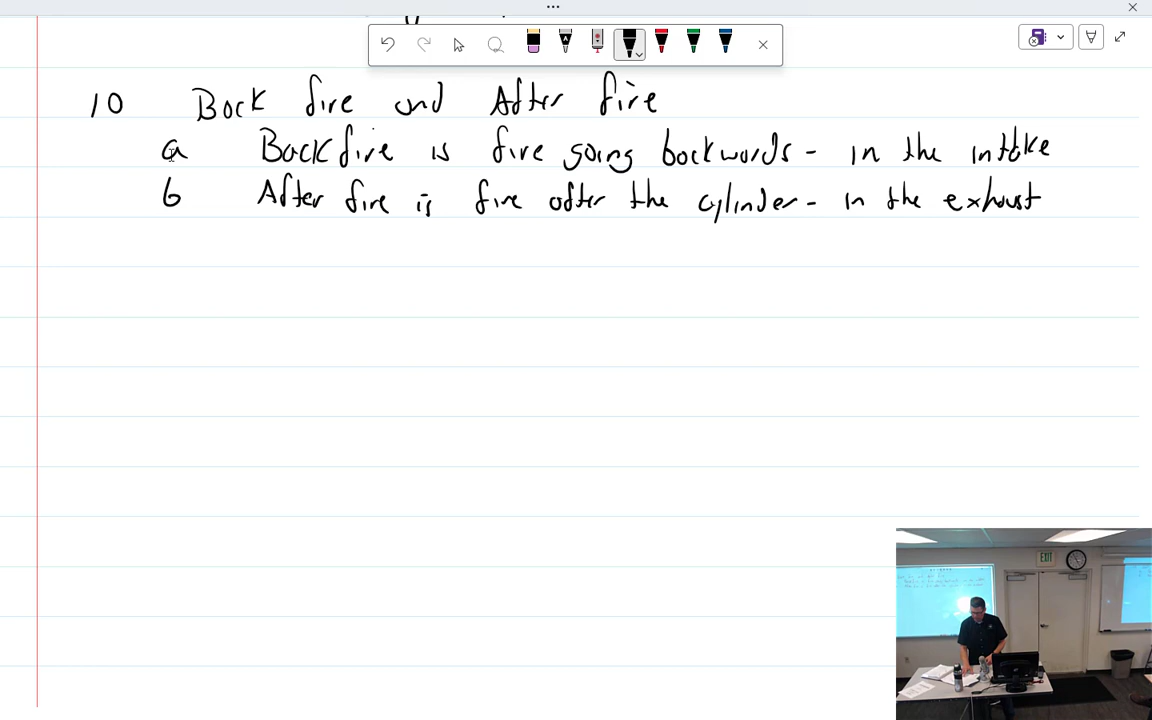 10 Back fire and After fire
a Backfire is fire going backwards - in the intake
b After fire is fire after the cylinder - in the exhaust
EXIT